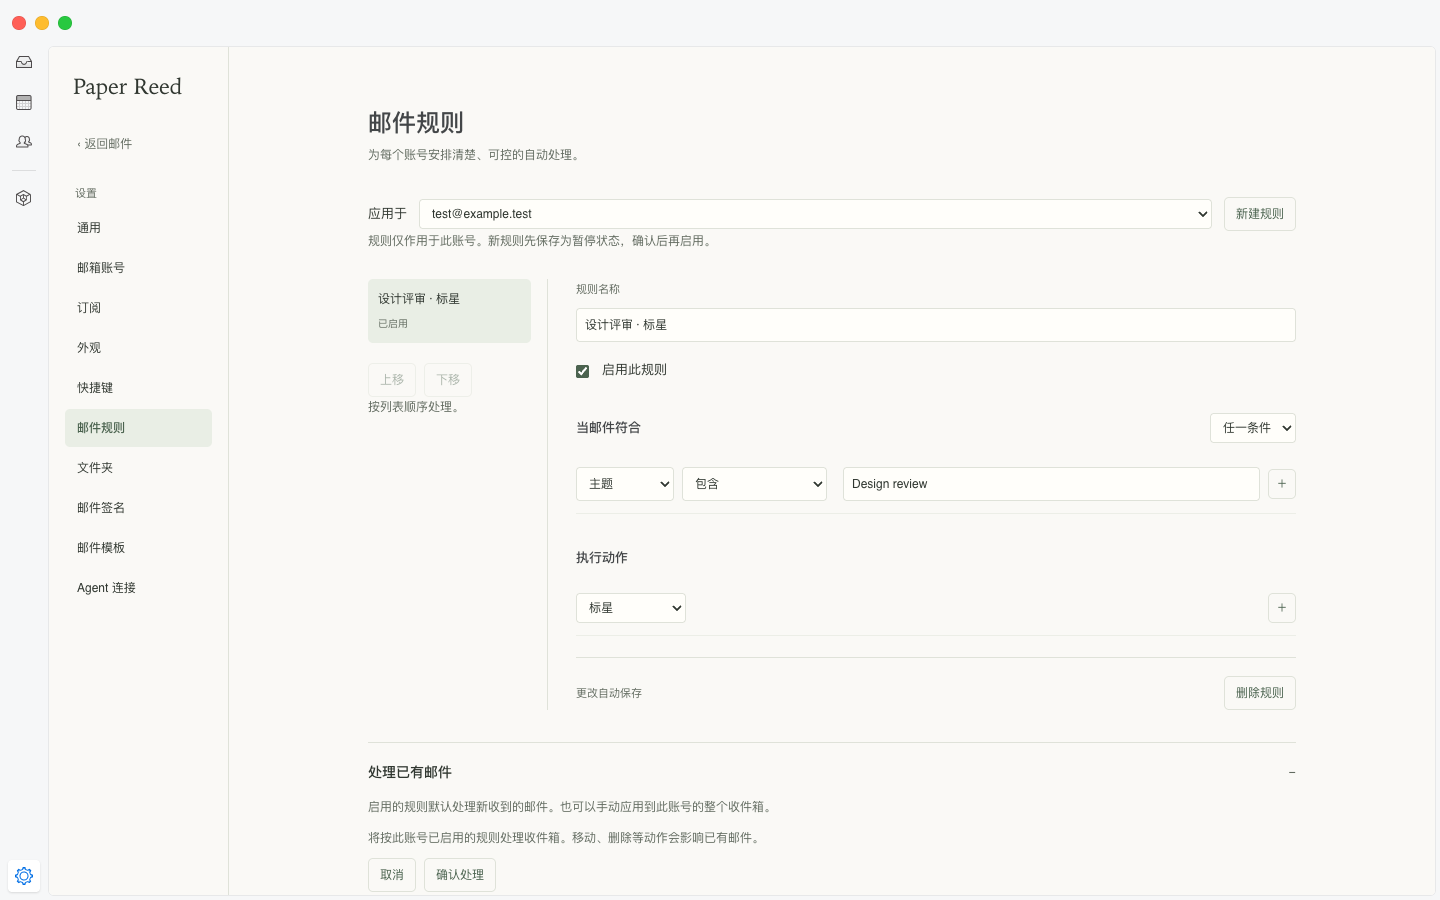 Paper Reed
‹ 返回邮件
设置
通用
邮箱账号
订阅
外观
快捷键
邮件规则
文件夹
邮件签名
邮件模板
Agent 连接
邮件规则
为每个账号安排清楚、可控的自动处理。
应用于 test@example.test 新建规则
规则仅作用于此账号。新规则先保存为暂停状态，确认后再启用。
设计评审 · 标星
已启用
上移 下移
按列表顺序处理。
规则名称
设计评审 · 标星
启用此规则
当邮件符合 任一条件
主题 包含 Design review +
执行动作
标星 +
更改自动保存 删除规则
处理已有邮件 −
启用的规则默认处理新收到的邮件。也可以手动应用到此账号的整个收件箱。
将按此账号已启用的规则处理收件箱。移动、删除等动作会影响已有邮件。
取消 确认处理